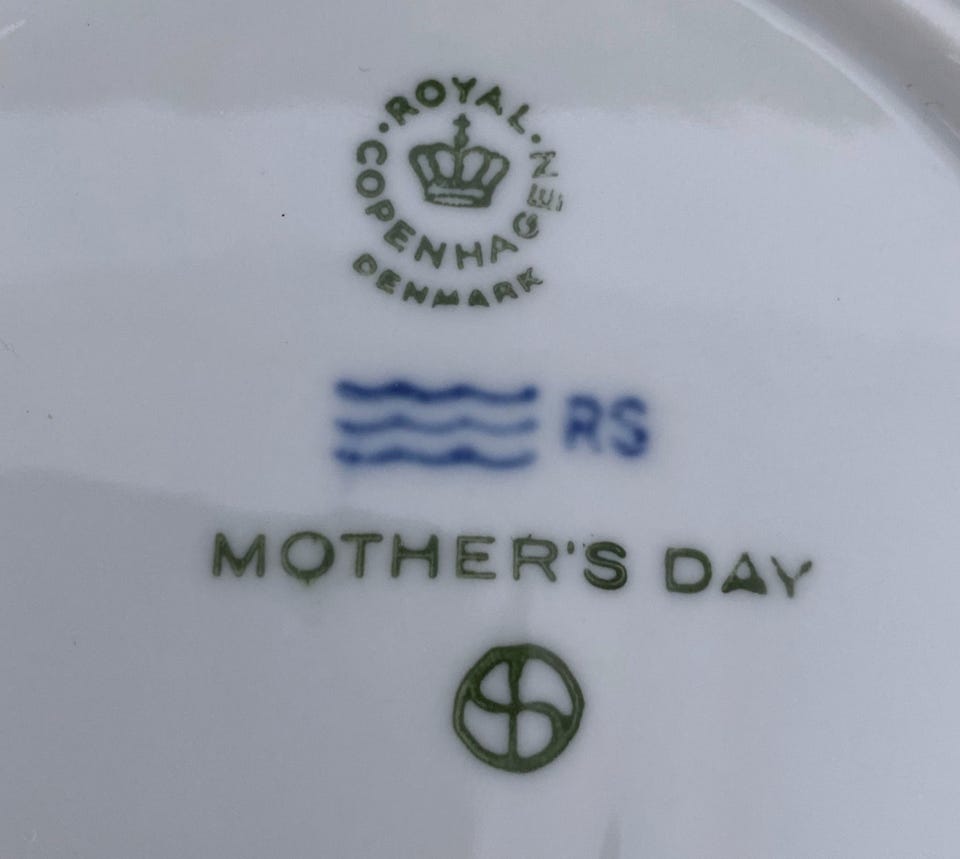 ROYAL COPENHAGEN
DENMARK
RS
MOTHER'S DAY